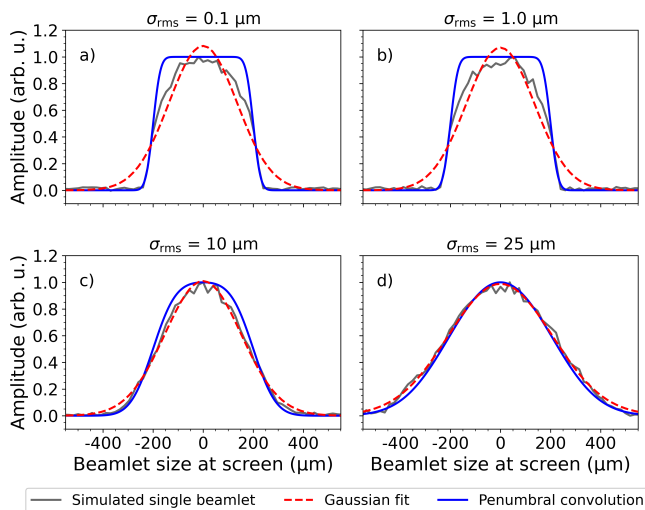 σrms = 0.1 µm
σrms = 1.0 µm
a)
b)
Amplitude (arb. u.)
1.2
1.0
0.8
0.6
0.4
0.2
0.0
σrms = 10 µm
σrms = 25 µm
c)
d)
Amplitude (arb. u.)
1.2
1.0
0.8
0.6
0.4
0.2
0.0
-400 -200 0 200 400
-400 -200 0 200 400
Beamlet size at screen (µm)
Beamlet size at screen (µm)
Simulated single beamlet Gaussian fit Penumbral convolution